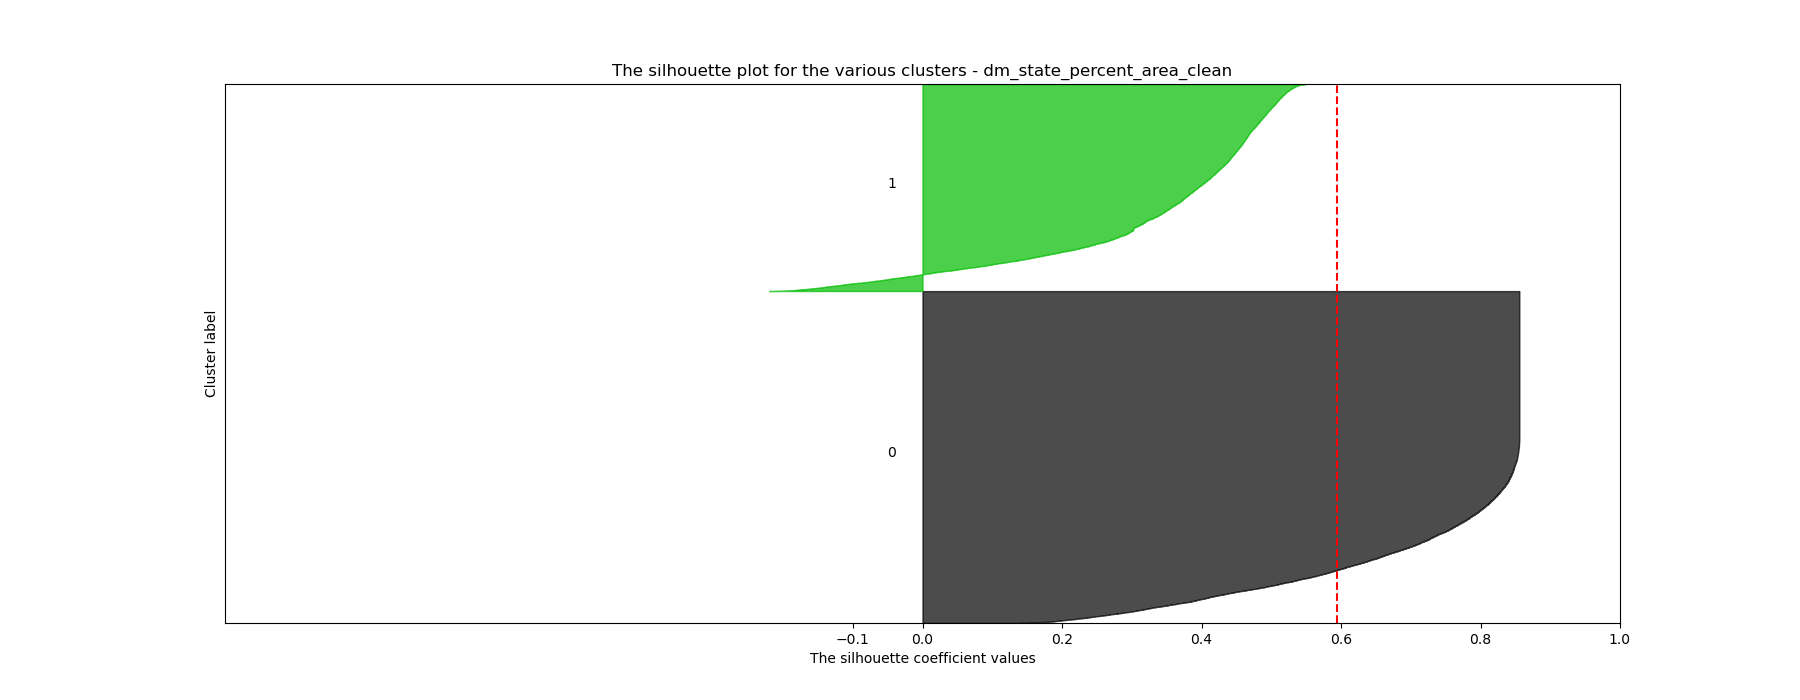 The silhouette plot for the various clusters - dm_state_percent_area_clean
1
Cluster label
0
−0.1 0.0 0.2 0.4 0.6 0.8 1.0
The silhouette coefficient values